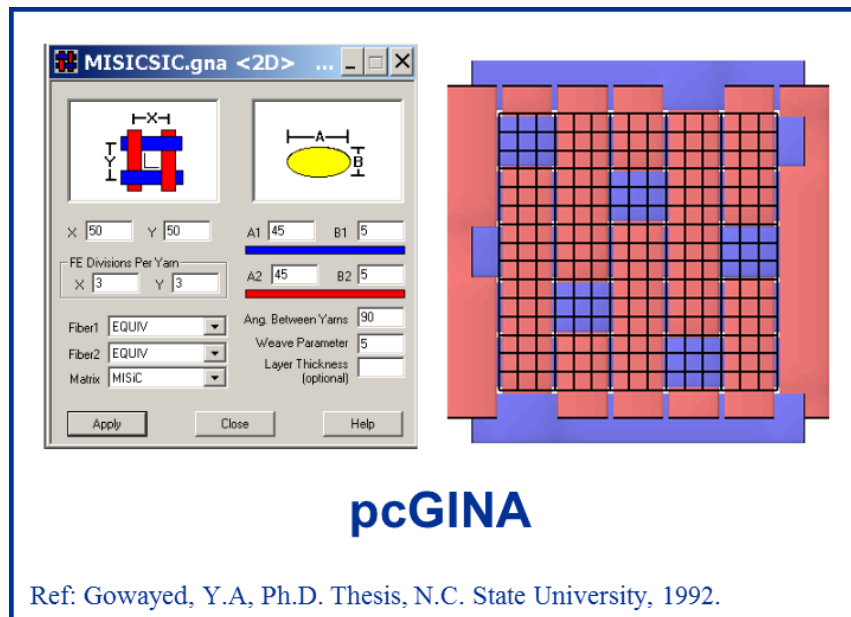 MISICSIC.gna <2D> ...
X
Y
A
B
X 50 Y 50
A1 45 B1 5
FE Divisions Per Yarn
X 3 Y 3
A2 45 B2 5
Fiber1 EQUIV
Fiber2 EQUIV
Matrix MISiC
Ang. Between Yarns 90
Weave Parameter 5
Layer Thickness
(optional)
Apply Close Help
pcGINA
Ref: Gowayed, Y.A, Ph.D. Thesis, N.C. State University, 1992.